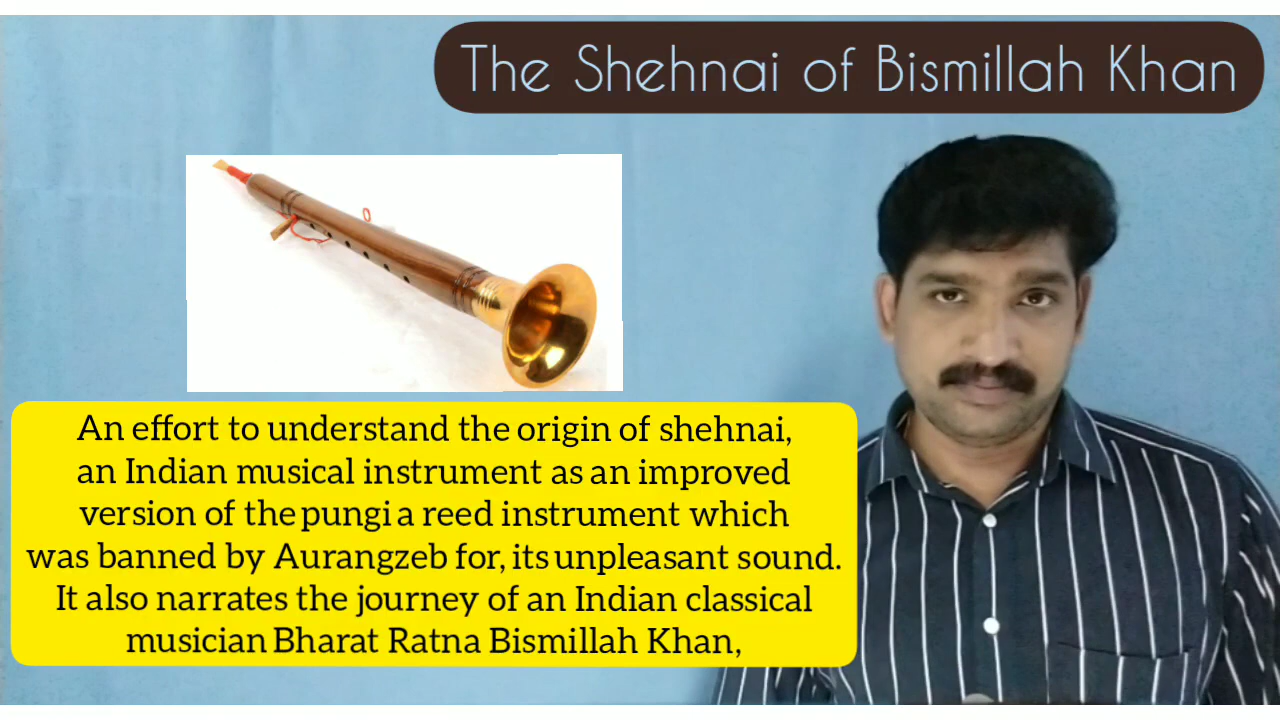 The Shehnai of Bismillah Khan
An effort to understand the origin of shehnai,
an Indian musical instrument as an improved
version of the pungi a reed instrument which
was banned by Aurangzeb for, its unpleasant sound.
It also narrates the journey of an Indian classical
musician Bharat Ratna Bismillah Khan,